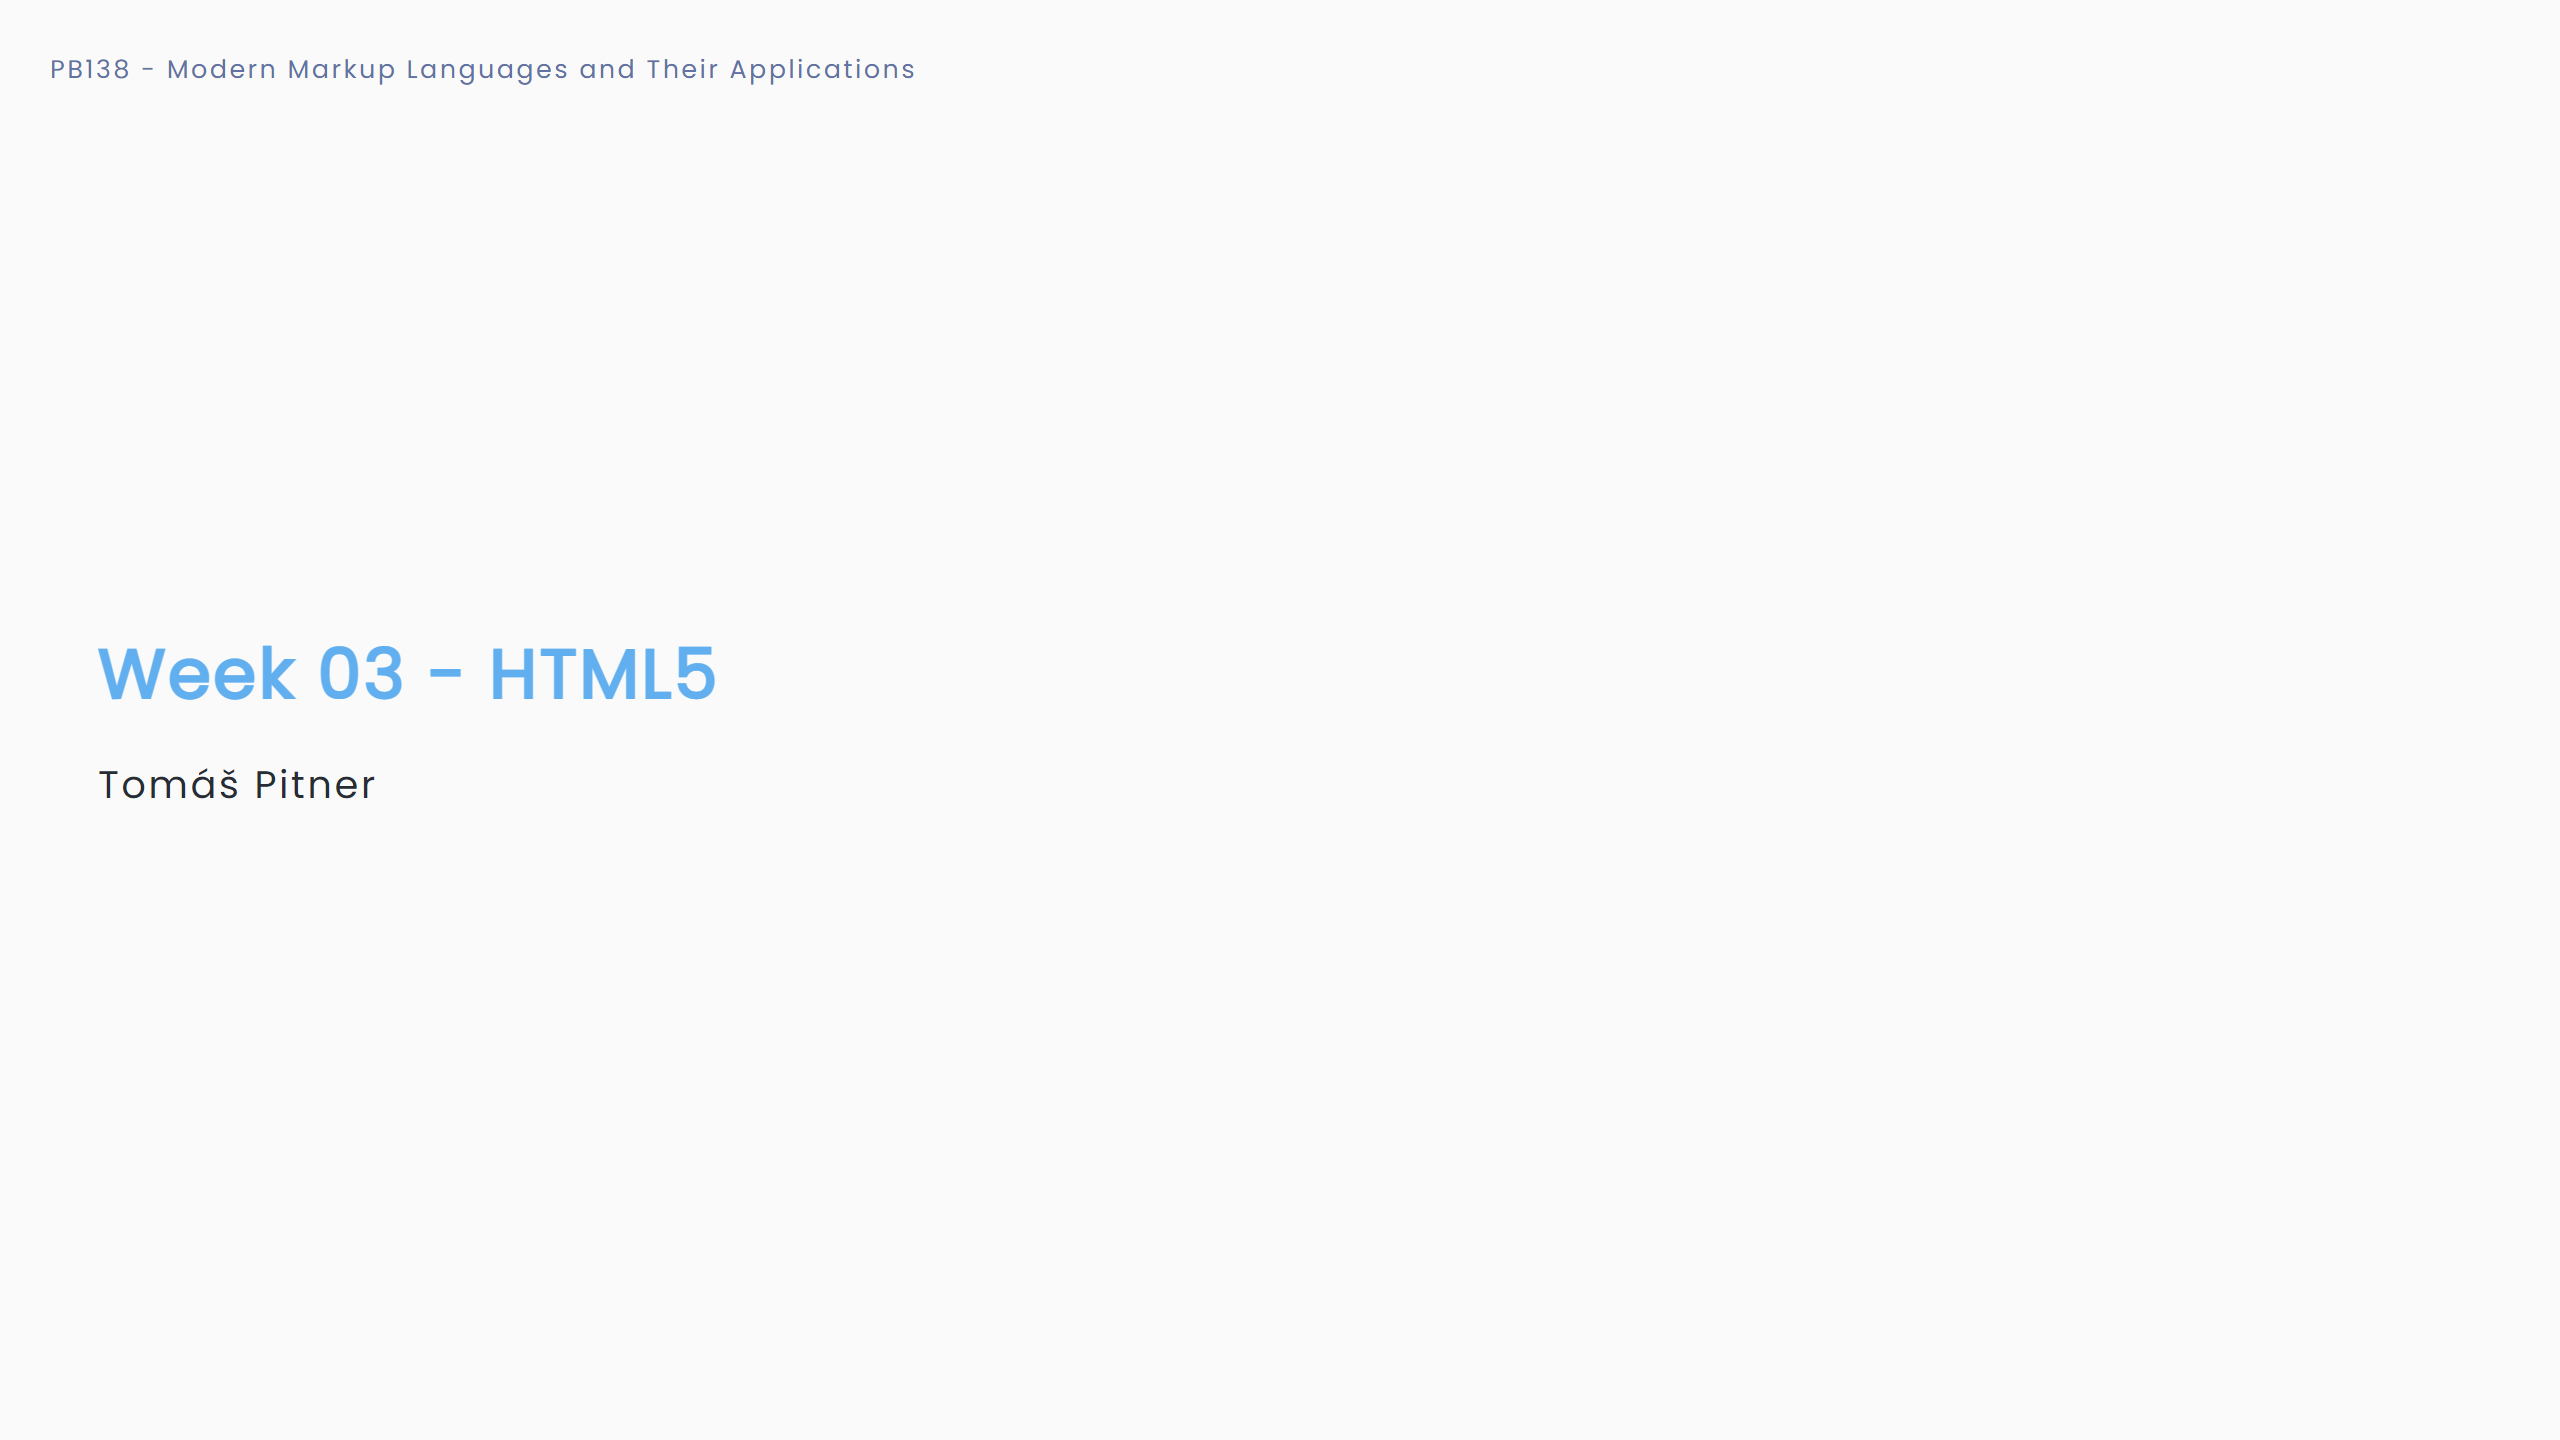 PB138 - Modern Markup Languages and Their Applications
Week 03 - HTML5
Tomáš Pitner